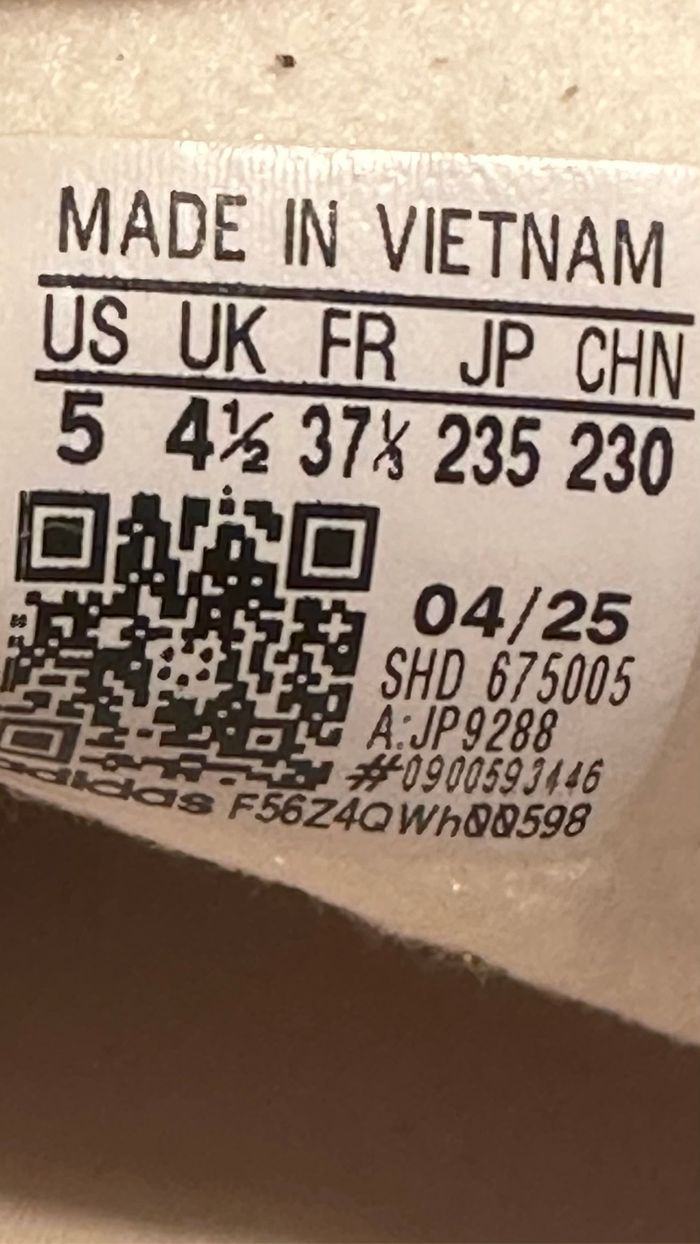 MADE IN VIETNAM
US UK FR JP CHN
5 4½ 37⅓ 235 230
04/25
SHD 675005
A:JP9288
#0900593446
adidas F56Z4QWh00598